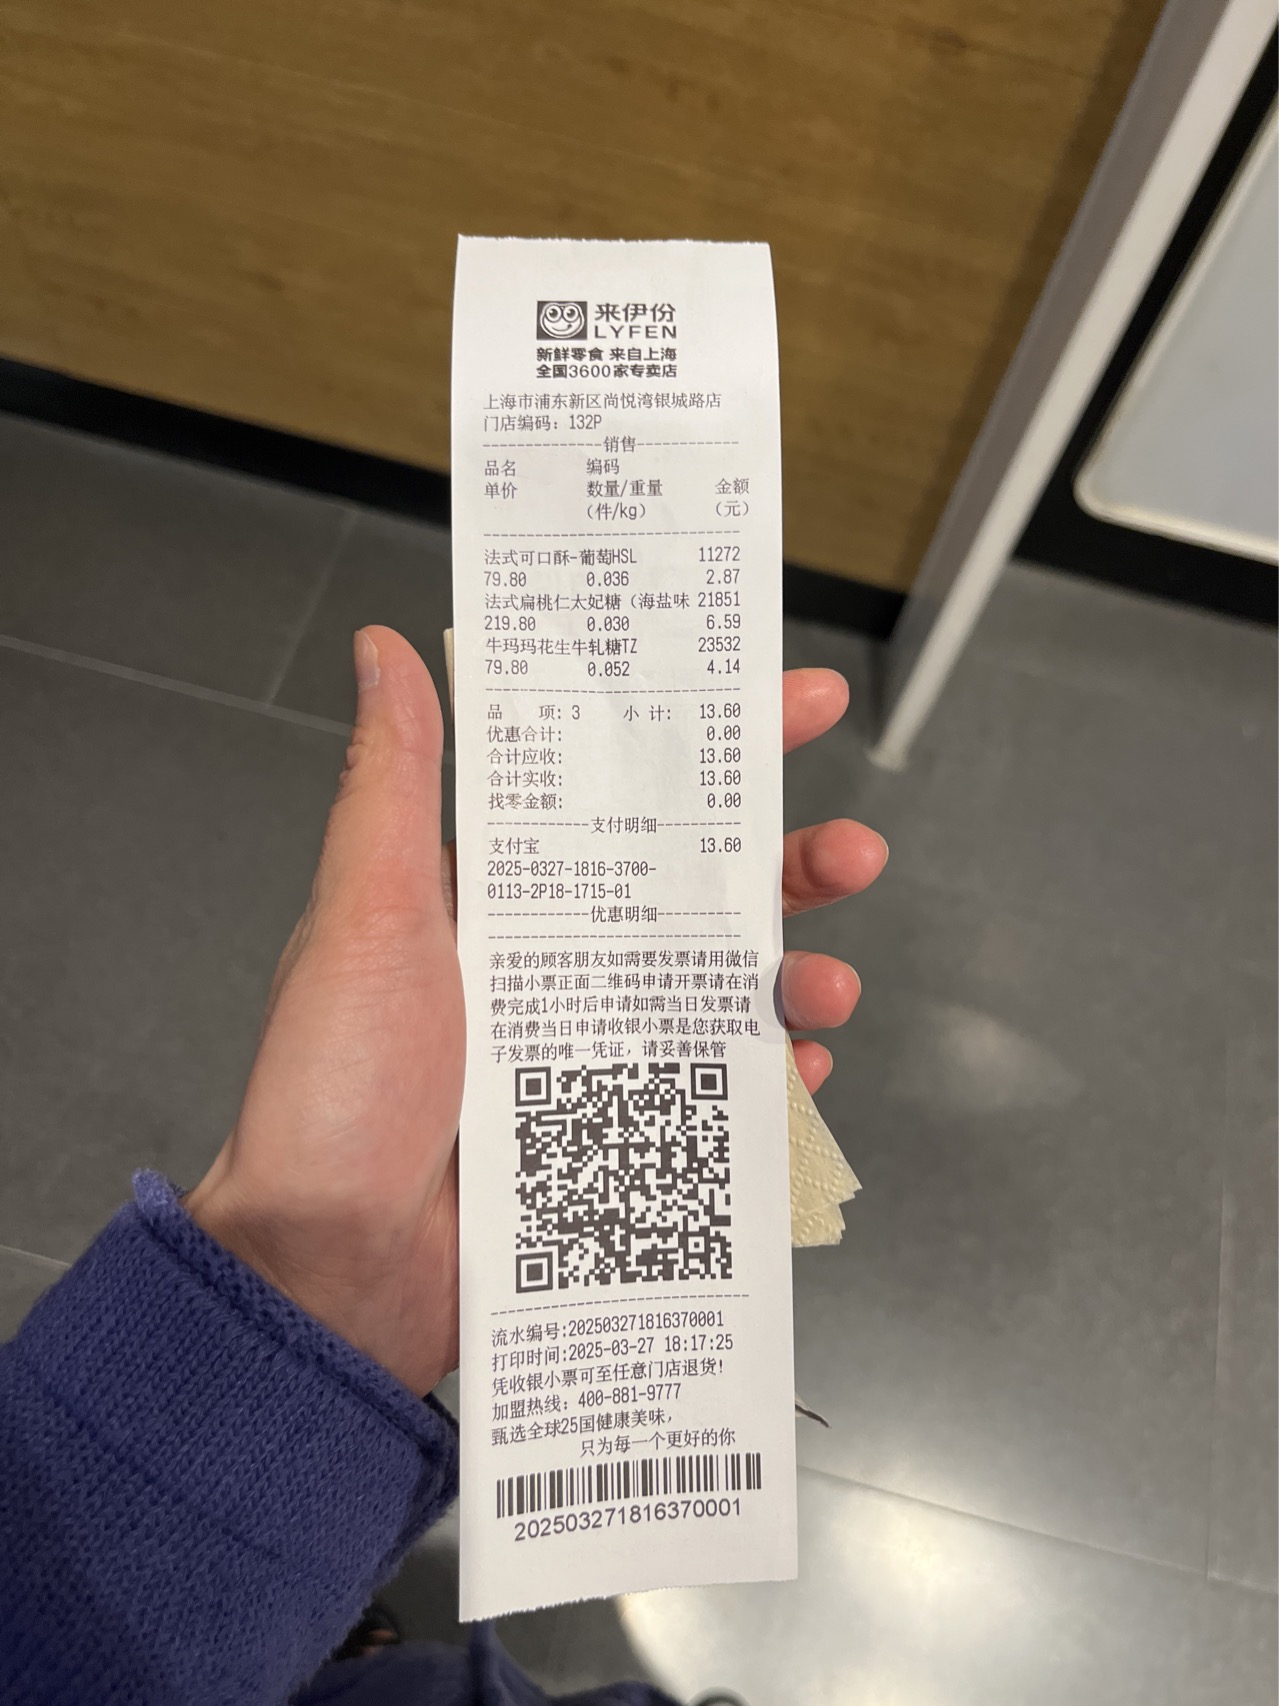 来伊份
LYFEN
新鲜零食 来自上海
全国3600家专卖店
上海市浦东新区尚悦湾银城路店
门店编码：132P
--------------销售------------
品名 编码
单价 数量/重量 金额
（件/kg） （元）
------------------------------
法式可口酥-葡萄HSL 11272
79.80 0.036 2.87
法式扁桃仁太妃糖（海盐味 21851
219.80 0.030 6.59
牛玛玛花生牛轧糖TZ 23532
79.80 0.052 4.14
------------------------------
品 项: 3 小 计: 13.60
优惠合计: 0.00
合计应收: 13.60
合计实收: 13.60
找零金额: 0.00
------------支付明细----------
支付宝 13.60
2025-0327-1816-3700-
0113-2P18-1715-01
------------优惠明细----------
------------------------------
亲爱的顾客朋友如需要发票请用微信
扫描小票正面二维码申请开票请在消
费完成1小时后申请如需当日发票请
在消费当日申请收银小票是您获取电
子发票的唯一凭证，请妥善保管
------------------------------
流水编号:202503271816370001
打印时间:2025-03-27 18:17:25
凭收银小票可至任意门店退货!
加盟热线：400-881-9777
甄选全球25国健康美味，
只为每一个更好的你
202503271816370001